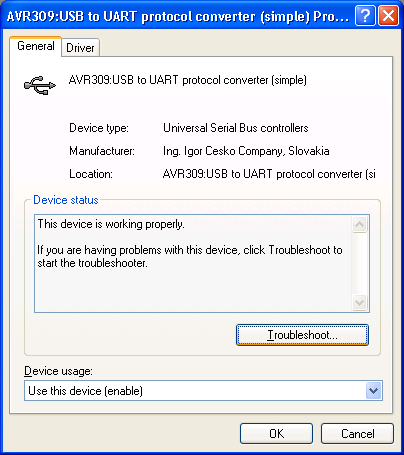 AVR309:USB to UART protocol converter (simple) Pro...
General
Driver
AVR309:USB to UART protocol converter (simple)
Device type: Universal Serial Bus controllers
Manufacturer: Ing. Igor Cesko Company, Slovakia
Location: AVR309:USB to UART protocol converter (si
Device status
This device is working properly.
If you are having problems with this device, click Troubleshoot to
start the troubleshooter.
Troubleshoot...
Device usage:
Use this device (enable)
OK
Cancel